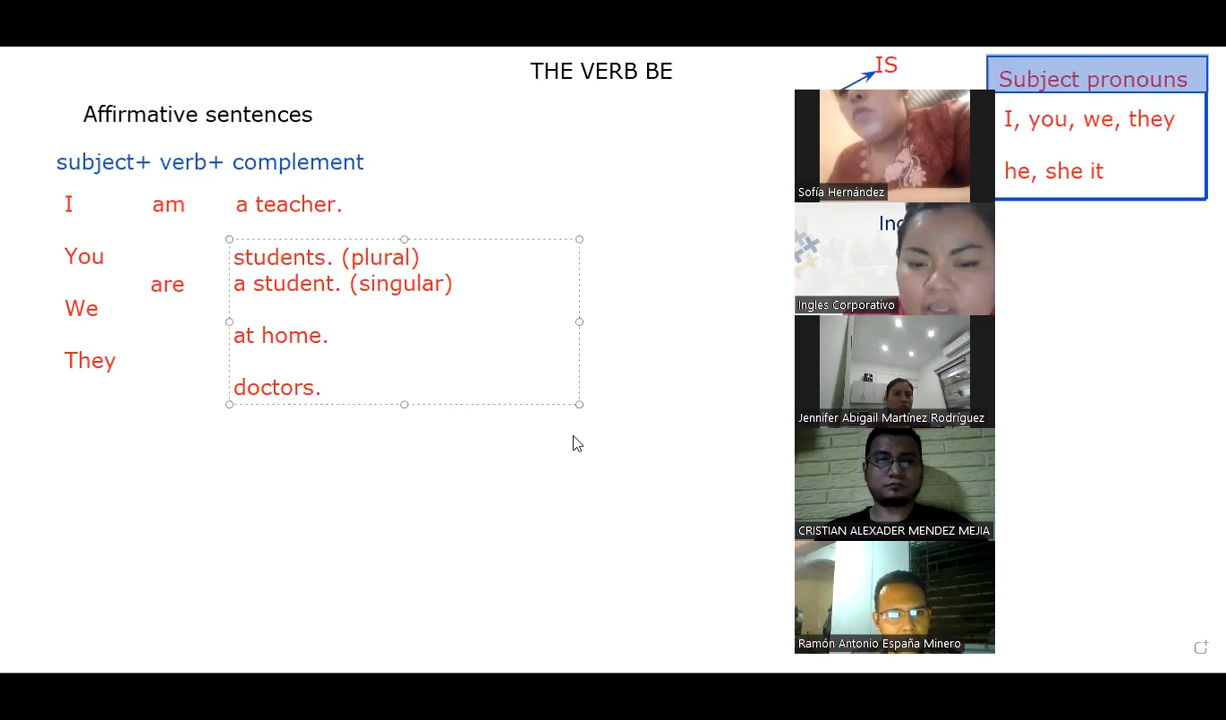 THE VERB BE
IS
Subject pronouns
I, you, we, they
he, she it
Affirmative sentences
subject+ verb+ complement
I am a teacher.
You
are
We
They
students. (plural)
a student. (singular)
at home.
doctors.
Sofía Hernández
Ingles Corporativo
Jennifer Abigail Martínez Rodríguez
CRISTIAN ALEXADER MENDEZ MEJIA
Ramón Antonio España Minero